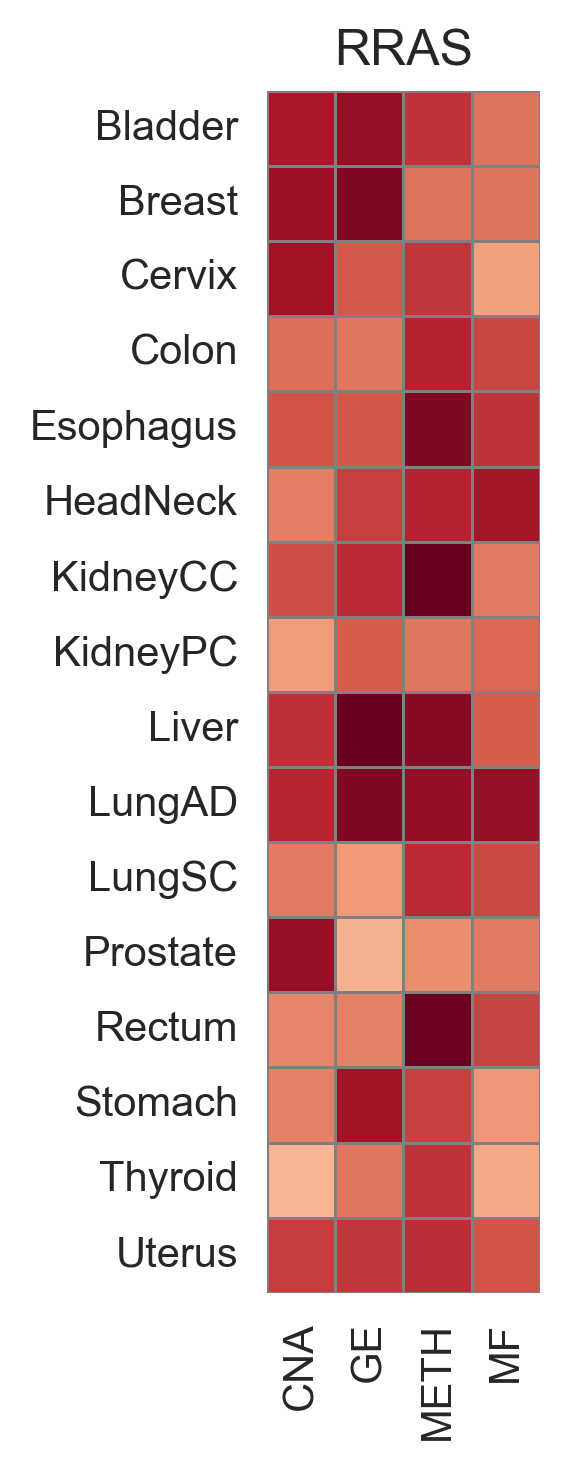 RRAS
Bladder
Breast
Cervix
Colon
Esophagus
HeadNeck
KidneyCC
KidneyPC
Liver
LungAD
LungSC
Prostate
Rectum
Stomach
Thyroid
Uterus
CNA
GE
METH
MF